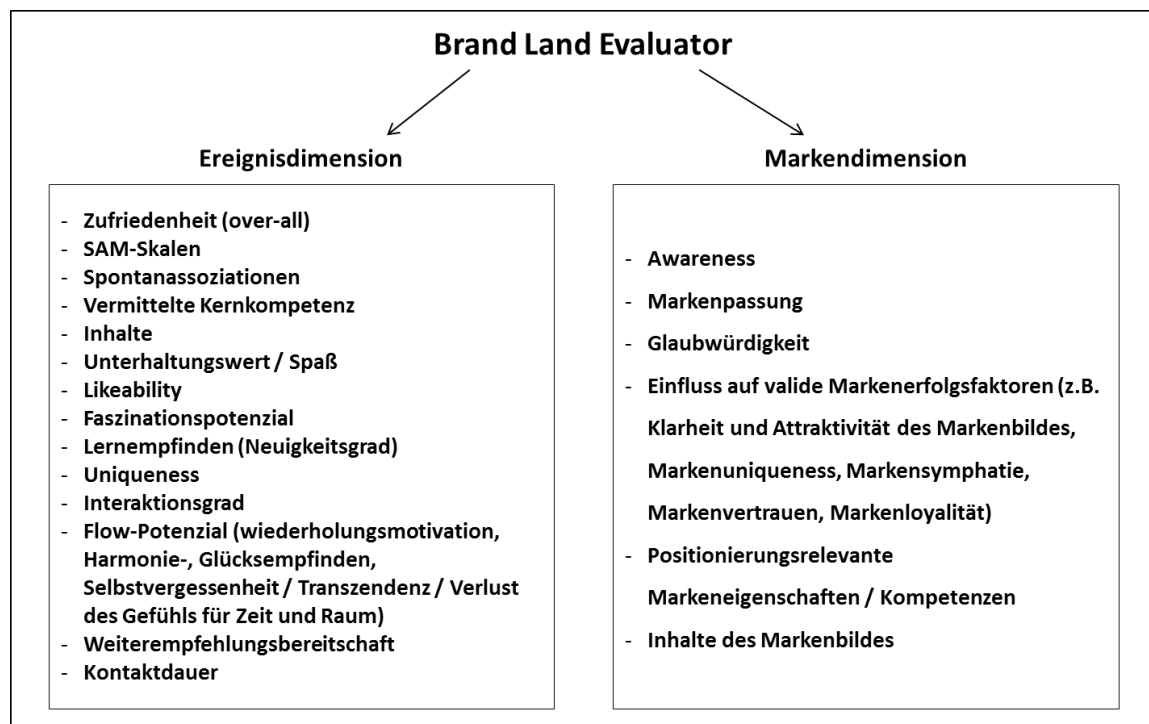 Brand Land Evaluator
Ereignisdimension
- Zufriedenheit (over-all)
- SAM-Skalen
- Spontanassoziationen
- Vermittelte Kernkompetenz
- Inhalte
- Unterhaltungswert / Spaß
- Likeability
- Faszinationspotenzial
- Lernempfinden (Neuigkeitsgrad)
- Uniqueness
- Interaktionsgrad
- Flow-Potenzial (wiederholungsmotivation,
Harmonie-, Glücksempfinden,
Selbstvergessenheit / Transzendenz / Verlust
des Gefühls für Zeit und Raum)
- Weiterempfehlungsbereitschaft
- Kontaktdauer
Markendimension
- Awareness
- Markenpassung
- Glaubwürdigkeit
- Einfluss auf valide Markenerfolgsfaktoren (z.B.
Klarheit und Attraktivität des Markenbildes,
Markenuniqueness, Markensymphatie,
Markenvertrauen, Markenloyalität)
- Positionierungsrelevante
Markeneigenschaften / Kompetenzen
- Inhalte des Markenbildes